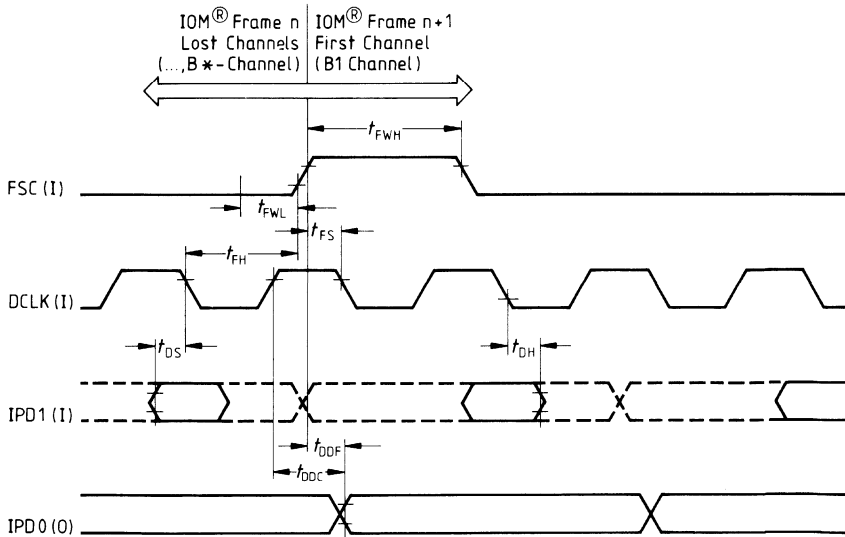 IOM® Frame n
Lost Channels
(...,B*-Channel)
IOM® Frame n+1
First Channel
(B1 Channel)
tFWH
FSC(I)
tFWL
tFS
tFH
DCLK(I)
tDS
tDH
IPD1(I)
tDDF
tDDC
IPD0(O)